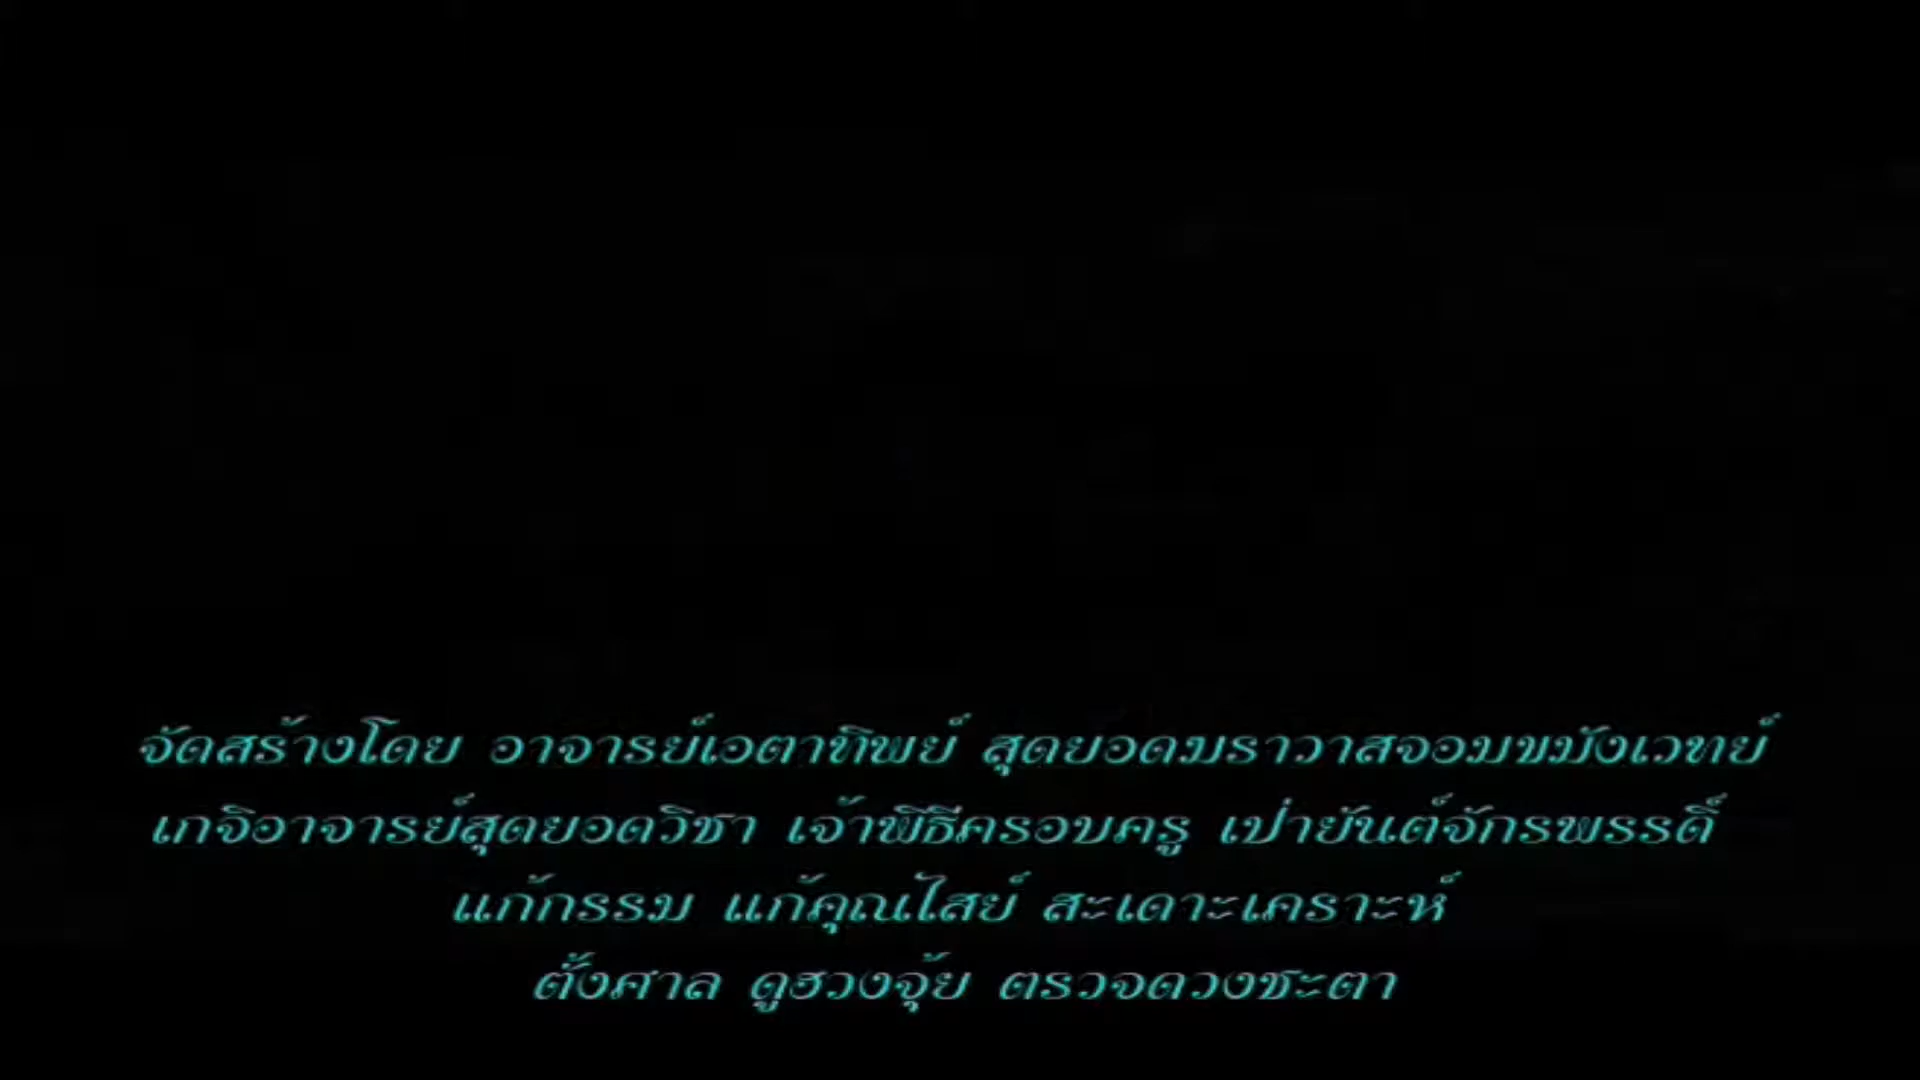 จัดสร้างโดย อาจารย์เอตาทิพย์ สุดยอดฆราวาสจอมขมังเวทย์
เกจิอาจารย์สุดยอดวิชา เจ้าพิธีครอบครู เป่ายันต์จักรพรรดิ์
แก้กรรม แก้คุณไสย์ สะเดาะเคราะห์
ตั้งศาล ดูฮวงจุ้ย ตรวจดวงชะตา